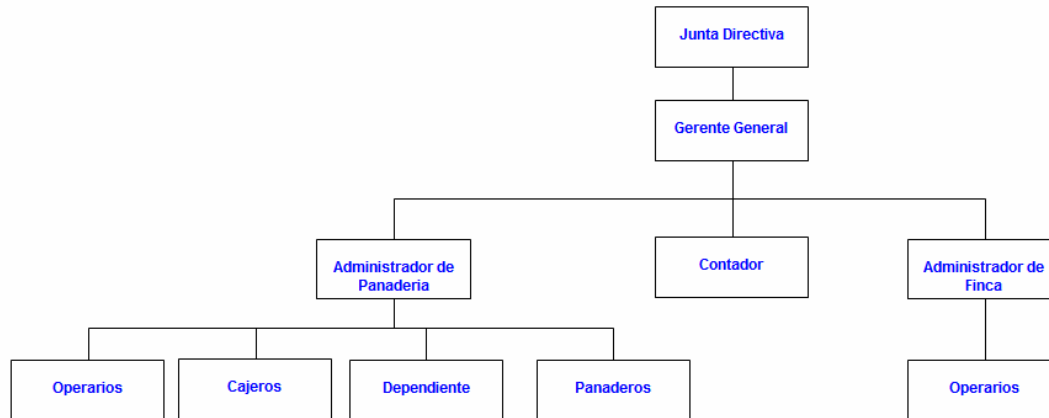 Junta Directiva
Gerente General
Administrador de
Panaderia
Contador
Administrador de
Finca
Operarios
Cajeros
Dependiente
Panaderos
Operarios